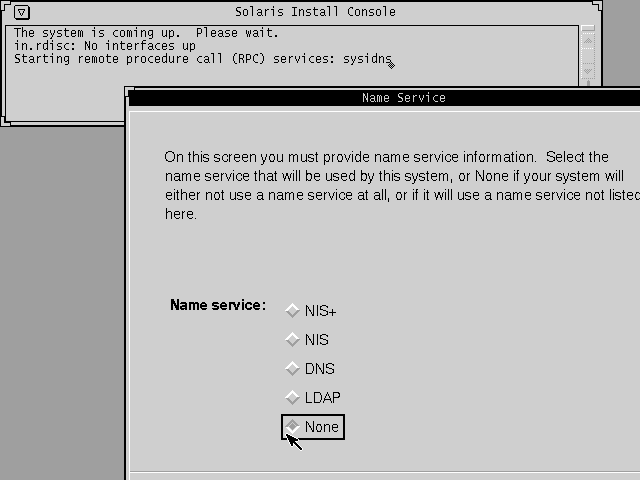 Solaris Install Console
The system is coming up.  Please wait.
in.rdisc: No interfaces up
Starting remote procedure call (RPC) services: sysidns
Name Service
On this screen you must provide name service information.  Select the
name service that will be used by this system, or None if your system will
either not use a name service at all, or if it will use a name service not listed
here.
Name service:
NIS+
NIS
DNS
LDAP
None